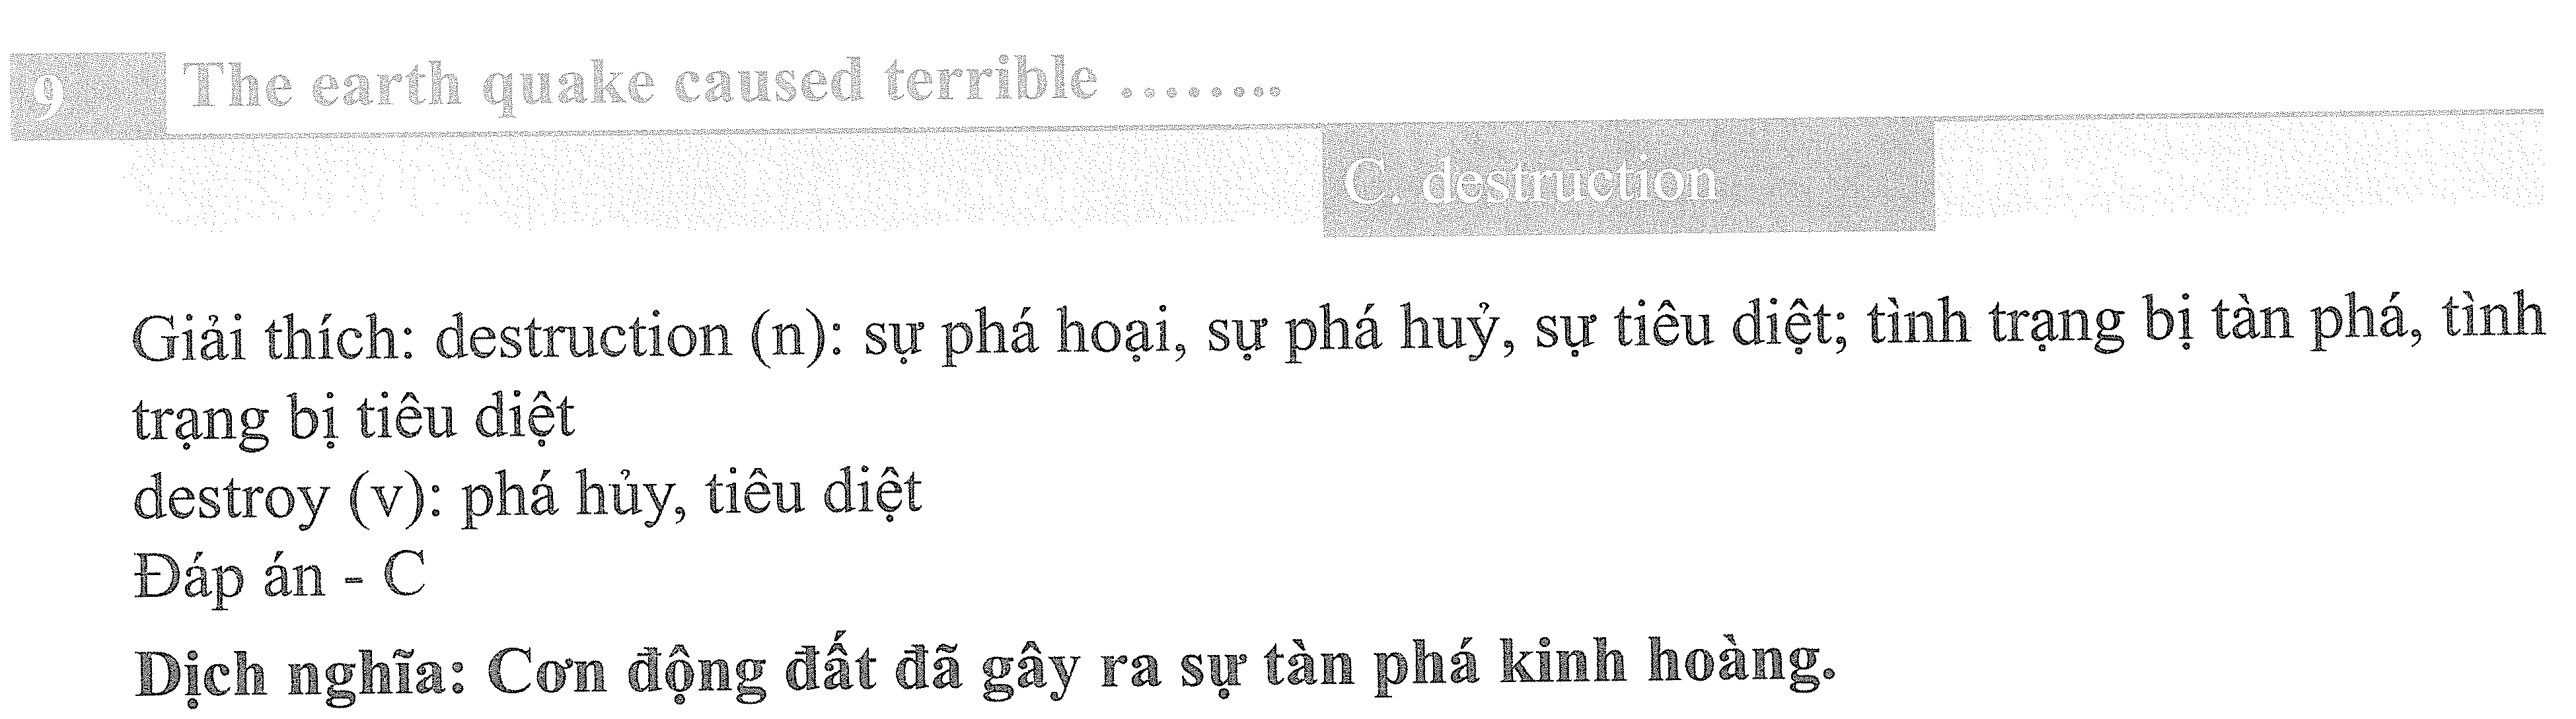 9 The earth quake caused terrible ........
C. destruction
Giải thích: destruction (n): sự phá hoại, sự phá huỷ, sự tiêu diệt; tình trạng bị tàn phá, tình
trạng bị tiêu diệt
destroy (v): phá hủy, tiêu diệt
Đáp án - C
Dịch nghĩa: Cơn động đất đã gây ra sự tàn phá kinh hoàng.